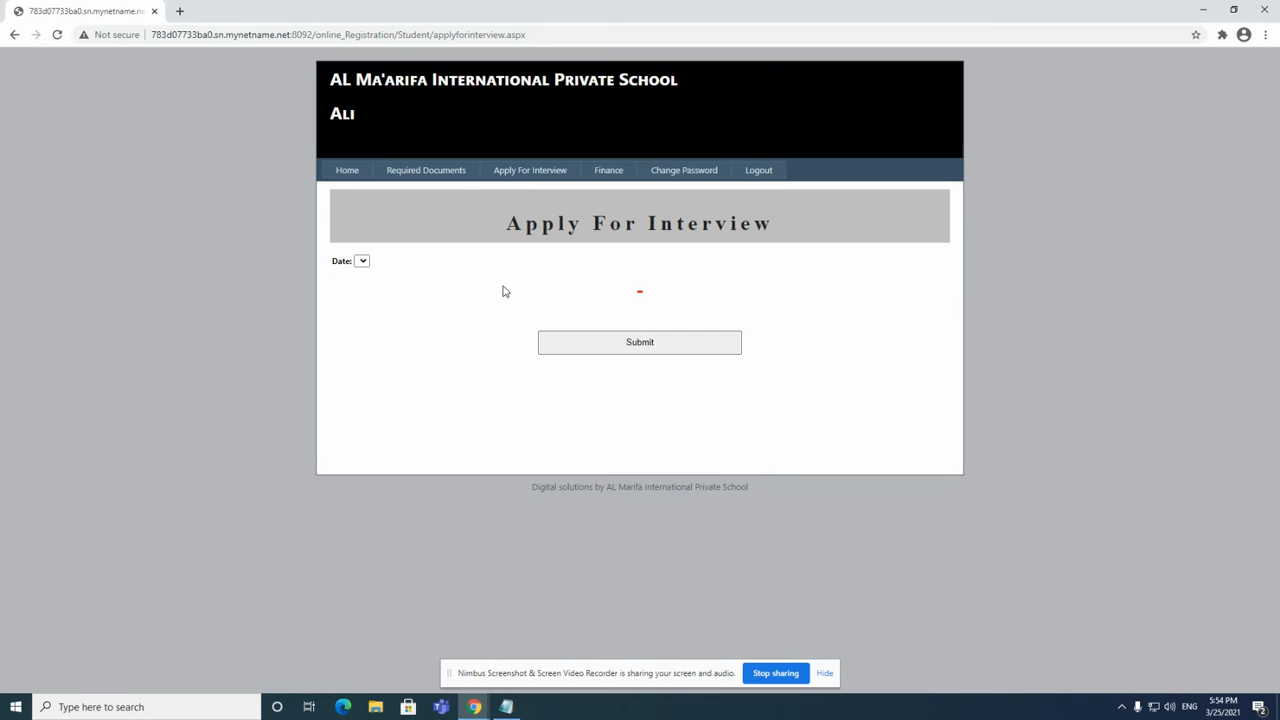 783d07733ba0.sn.mynetname.ne
Not secure
783d07733ba0.sn.mynetname.net:8092/online_Registration/Student/applyforinterview.aspx
AL MA'ARIFA INTERNATIONAL PRIVATE SCHOOL
ALI
Home Required Documents Apply For Interview Finance Change Password Logout
Apply For Interview
Date:
-
Submit
Digital solutions by AL Marifa International Private School
Nimbus Screenshot & Screen Video Recorder is sharing your screen and audio. Stop sharing Hide
Type here to search
ENG
5:54 PM
3/25/2021
2